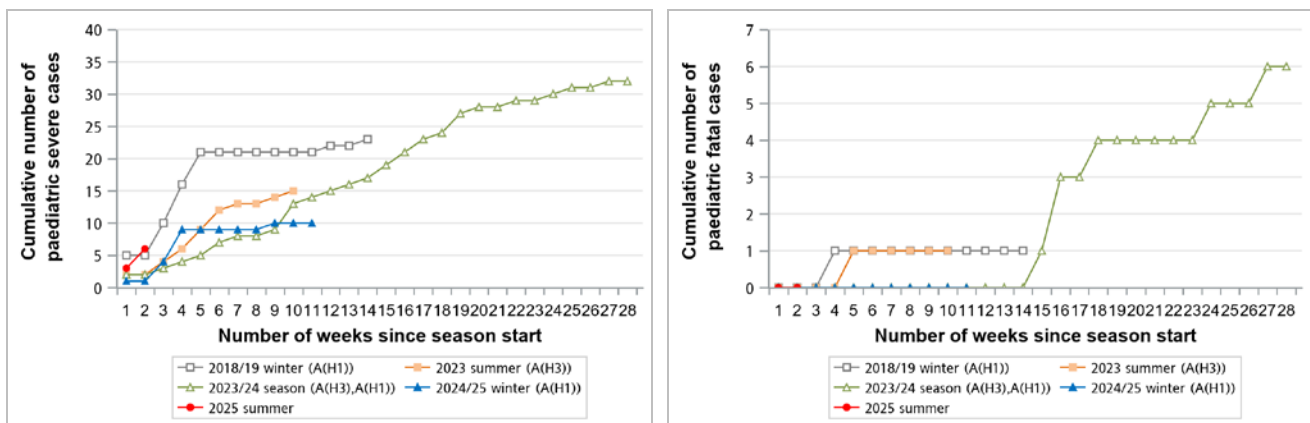 Cumulative number of
paediatric severe cases
40
35
30
25
20
15
10
5
0
1 2 3 4 5 6 7 8 9 10 11 12 13 14 15 16 17 18 19 20 21 22 23 24 25 26 27 28
Number of weeks since season start
2018/19 winter (A(H1)) 2023 summer (A(H3))
2023/24 season (A(H3),A(H1)) 2024/25 winter (A(H1))
2025 summer
Cumulative number of
paediatric fatal cases
7
6
5
4
3
2
1
0
1 2 3 4 5 6 7 8 9 10 11 12 13 14 15 16 17 18 19 20 21 22 23 24 25 26 27 28
Number of weeks since season start
2018/19 winter (A(H1)) 2023 summer (A(H3))
2023/24 season (A(H3),A(H1)) 2024/25 winter (A(H1))
2025 summer